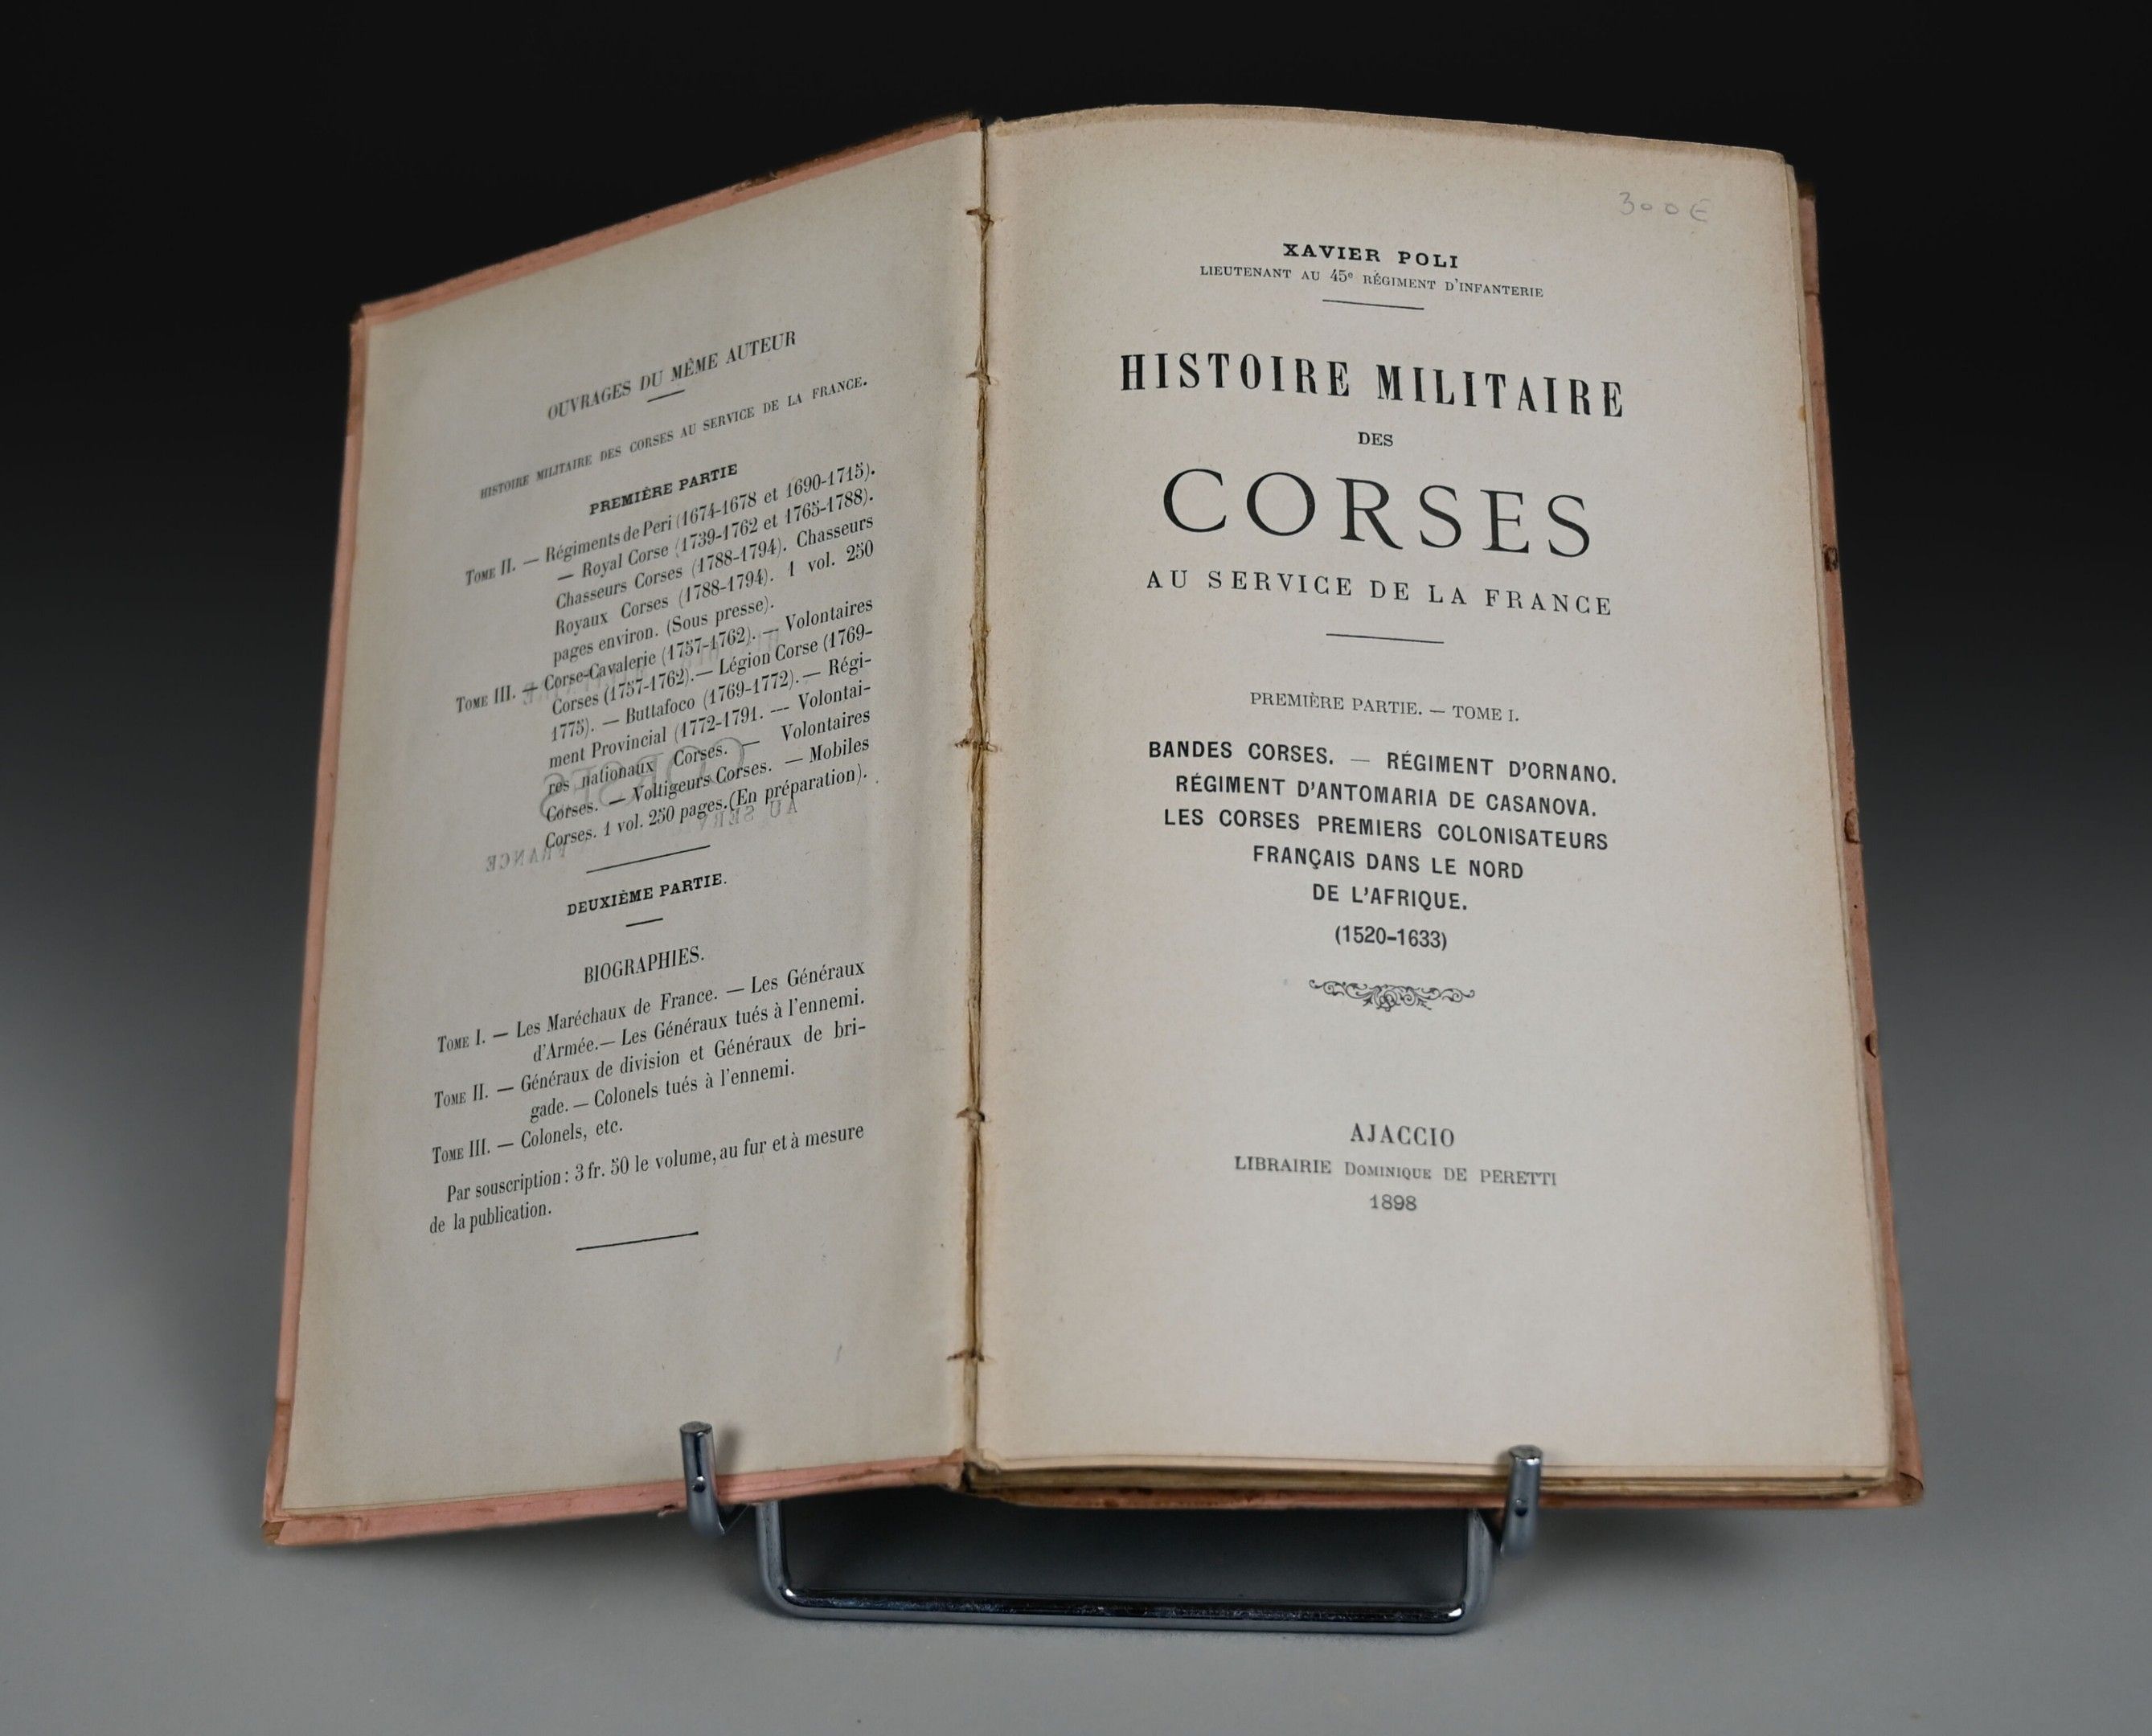 OUVRAGES DU MÊME AUTEUR
HISTOIRE MILITAIRE DES CORSES AU SERVICE DE LA FRANCE.
PREMIÈRE PARTIE
TOME II. — Régiments de Peri (1674-1678 et 1690-1715).
— Royal Corse (1739-1762 et 1765-1788).
Chasseurs Corses (1788-1794). Chasseurs
Royaux Corses (1788-1794). 1 vol. 250
pages environ. (Sous presse).
TOME III. — Corse-Cavalerie (1757-1762). — Volontaires
Corses (1757-1762). — Légion Corse (1769-
1775). — Buttafoco (1769-1772). — Régi-
ment Provincial (1772-1791. — Volontai-
res nationaux Corses. — Volontaires
Corses. — Voltigeurs Corses. — Mobiles
Corses. 1 vol. 250 pages. (En préparation).
DEUXIÈME PARTIE.
BIOGRAPHIES.
TOME I. — Les Maréchaux de France. — Les Généraux
d'Armée. — Les Généraux tués à l'ennemi.
TOME II. — Généraux de division et Généraux de bri-
gade. — Colonels tués à l'ennemi.
TOME III. — Colonels, etc.
Par souscription : 3 fr. 50 le volume, au fur et à mesure
de la publication.
300€
XAVIER POLI
LIEUTENANT AU 45e RÉGIMENT D'INFANTERIE
HISTOIRE MILITAIRE
DES
CORSES
AU SERVICE DE LA FRANCE
PREMIÈRE PARTIE. — TOME I.
BANDES CORSES. — RÉGIMENT D'ORNANO.
RÉGIMENT D'ANTOMARIA DE CASANOVA.
LES CORSES PREMIERS COLONISATEURS
FRANÇAIS DANS LE NORD
DE L'AFRIQUE.
(1520-1633)
AJACCIO
LIBRAIRIE DOMINIQUE DE PERETTI
1898